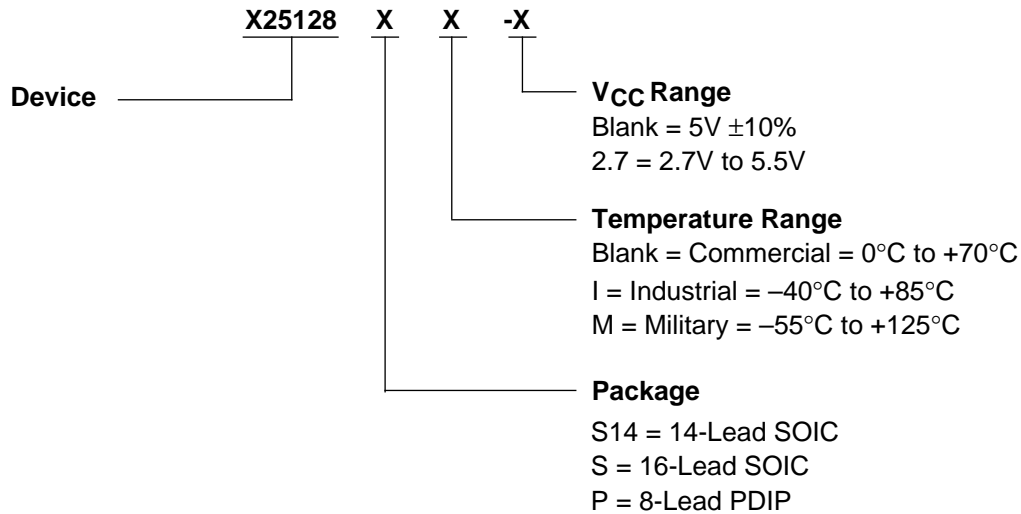 X25128 X X -X
Device
VCC Range
Blank = 5V ±10%
2.7 = 2.7V to 5.5V
Temperature Range
Blank = Commercial = 0°C to +70°C
I = Industrial = –40°C to +85°C
M = Military = –55°C to +125°C
Package
S14 = 14-Lead SOIC
S = 16-Lead SOIC
P = 8-Lead PDIP